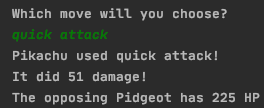 Which move will you choose?
quick attack
Pikachu used quick attack!
It did 51 damage!
The opposing Pidgeot has 225 HP